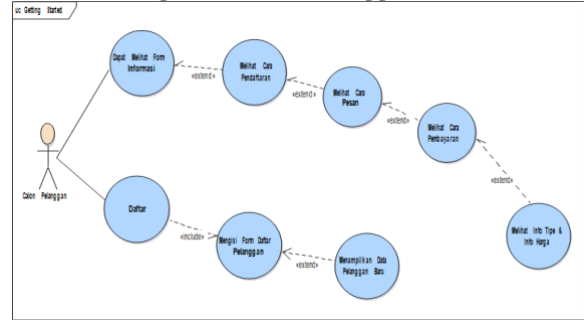 uc Getting Started
Dapat Melihat Form
Informasi
«extend»
Melihat Cara
Pendaftaran
«extend»
Melihat Cara
Pesan
«extend»
Melihat Cara
Pembayaran
«extend»
Melihat Info Tipe &
Info Harga
Calon Pelanggan
Daftar
«include»
Mengisi Form Daftar
Pelanggan
«extend»
Menampilkan Data
Pelanggan Baru